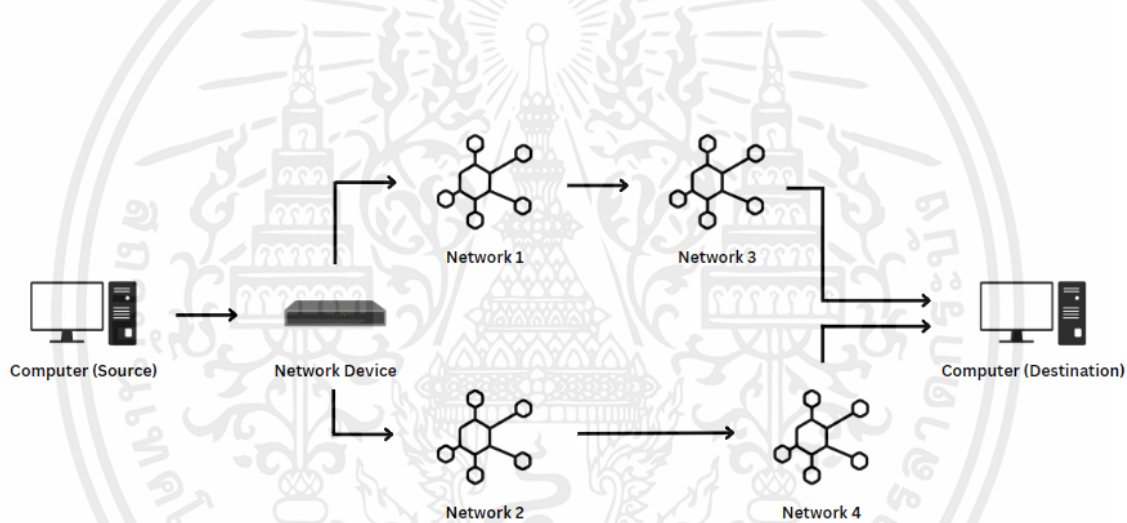 Network 1
Network 3
Computer (Source)
Network Device
Computer (Destination)
Network 2
Network 4